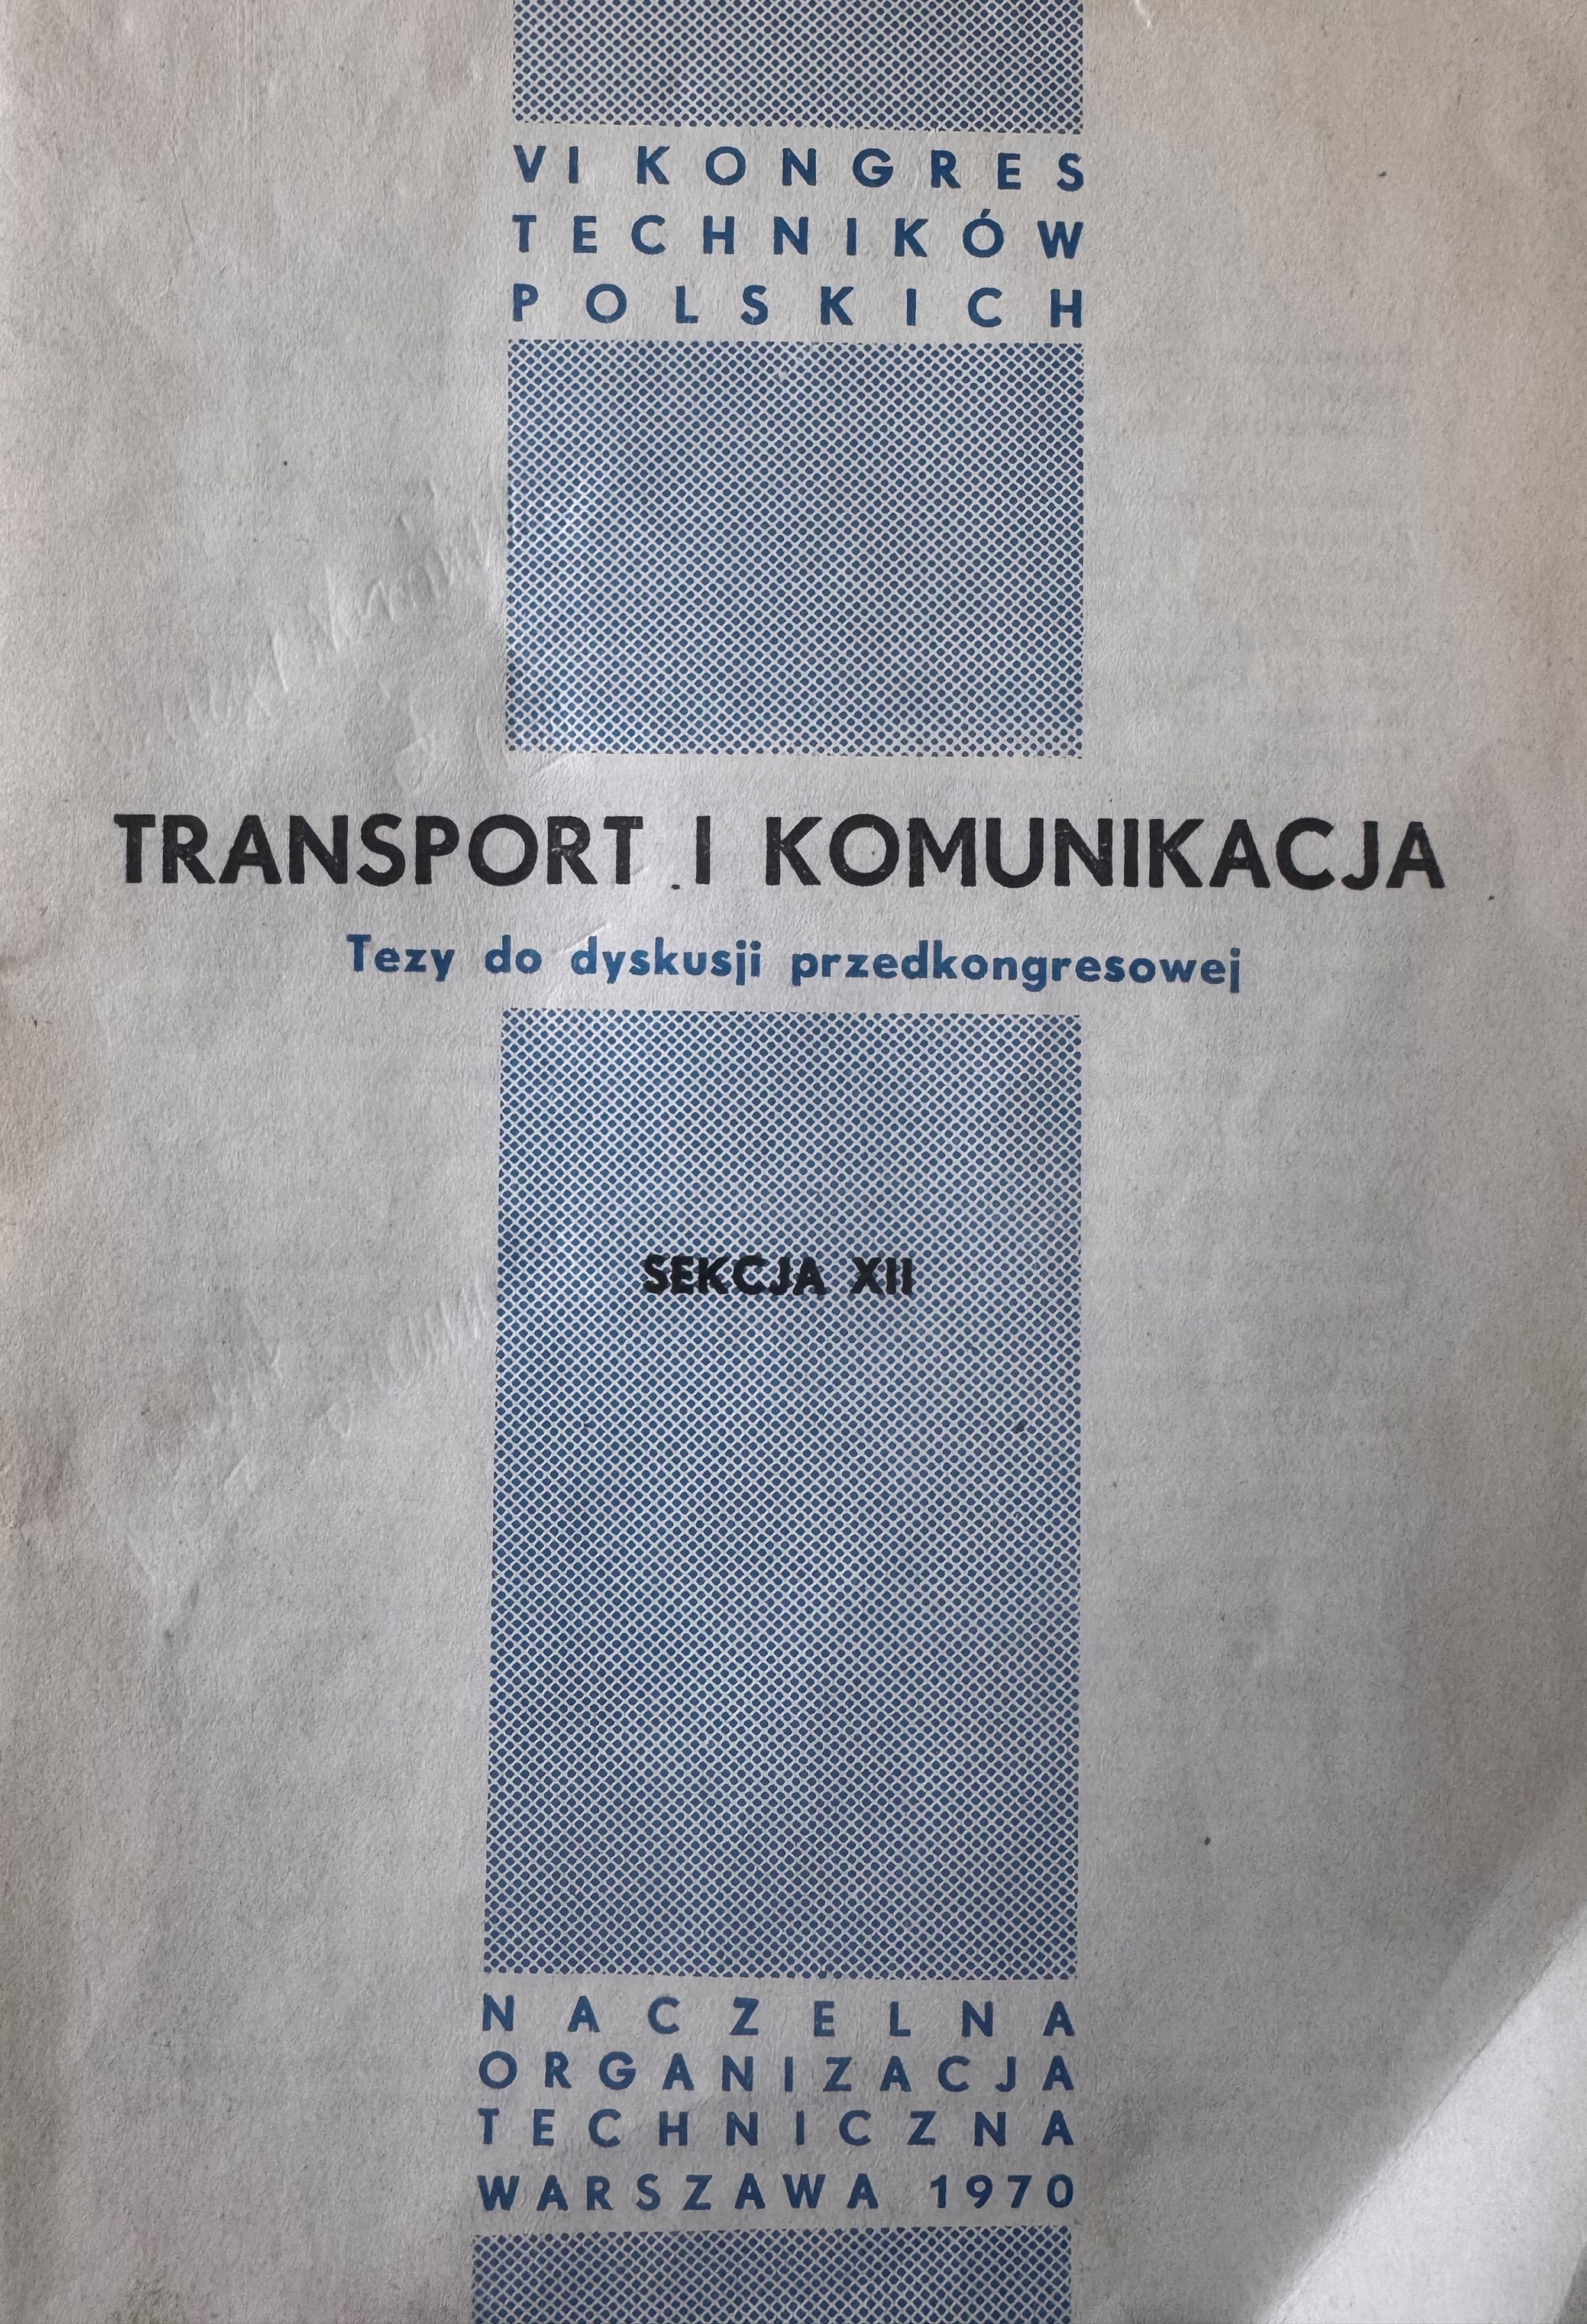 VI KONGRES
TECHNIKÓW
POLSKICH
TRANSPORT I KOMUNIKACJA
Tezy do dyskusji przedkongresowej
SEKCJA XII
NACZELNA
ORGANIZACJA
TECHNICZNA
WARSZAWA 1970